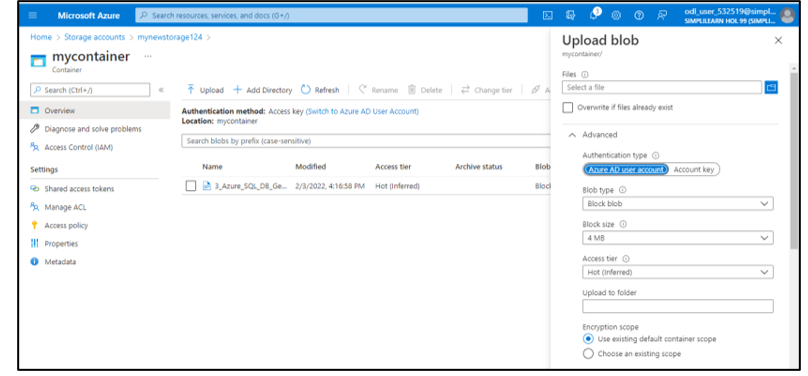 Microsoft Azure
Search resources, services, and docs (G+/)
1
odl_user_532519@simpl...
SIMPLILEARN HOL 99 (SIMPLI...
Home > Storage accounts > mynewstorage124 >
mycontainer ...
Container
Search (Ctrl+/)
«
Overview
Diagnose and solve problems
Access Control (IAM)
Settings
Shared access tokens
Manage ACL
Access policy
Properties
Metadata
Upload
Add Directory
Refresh
Rename
Delete
Change tier
A
Authentication method: Access key (Switch to Azure AD User Account)
Location: mycontainer
Search blobs by prefix (case-sensitive)
Name Modified Access tier Archive status Blob
3_Azure_SQL_DB_Ge... 2/3/2022, 4:16:58 PM Hot (Inferred) Block
Upload blob
mycontainer/
Files
Select a file
Overwrite if files already exist
Advanced
Authentication type
Azure AD user account Account key
Blob type
Block blob
Block size
4 MB
Access tier
Hot (Inferred)
Upload to folder
Encryption scope
Use existing default container scope
Choose an existing scope